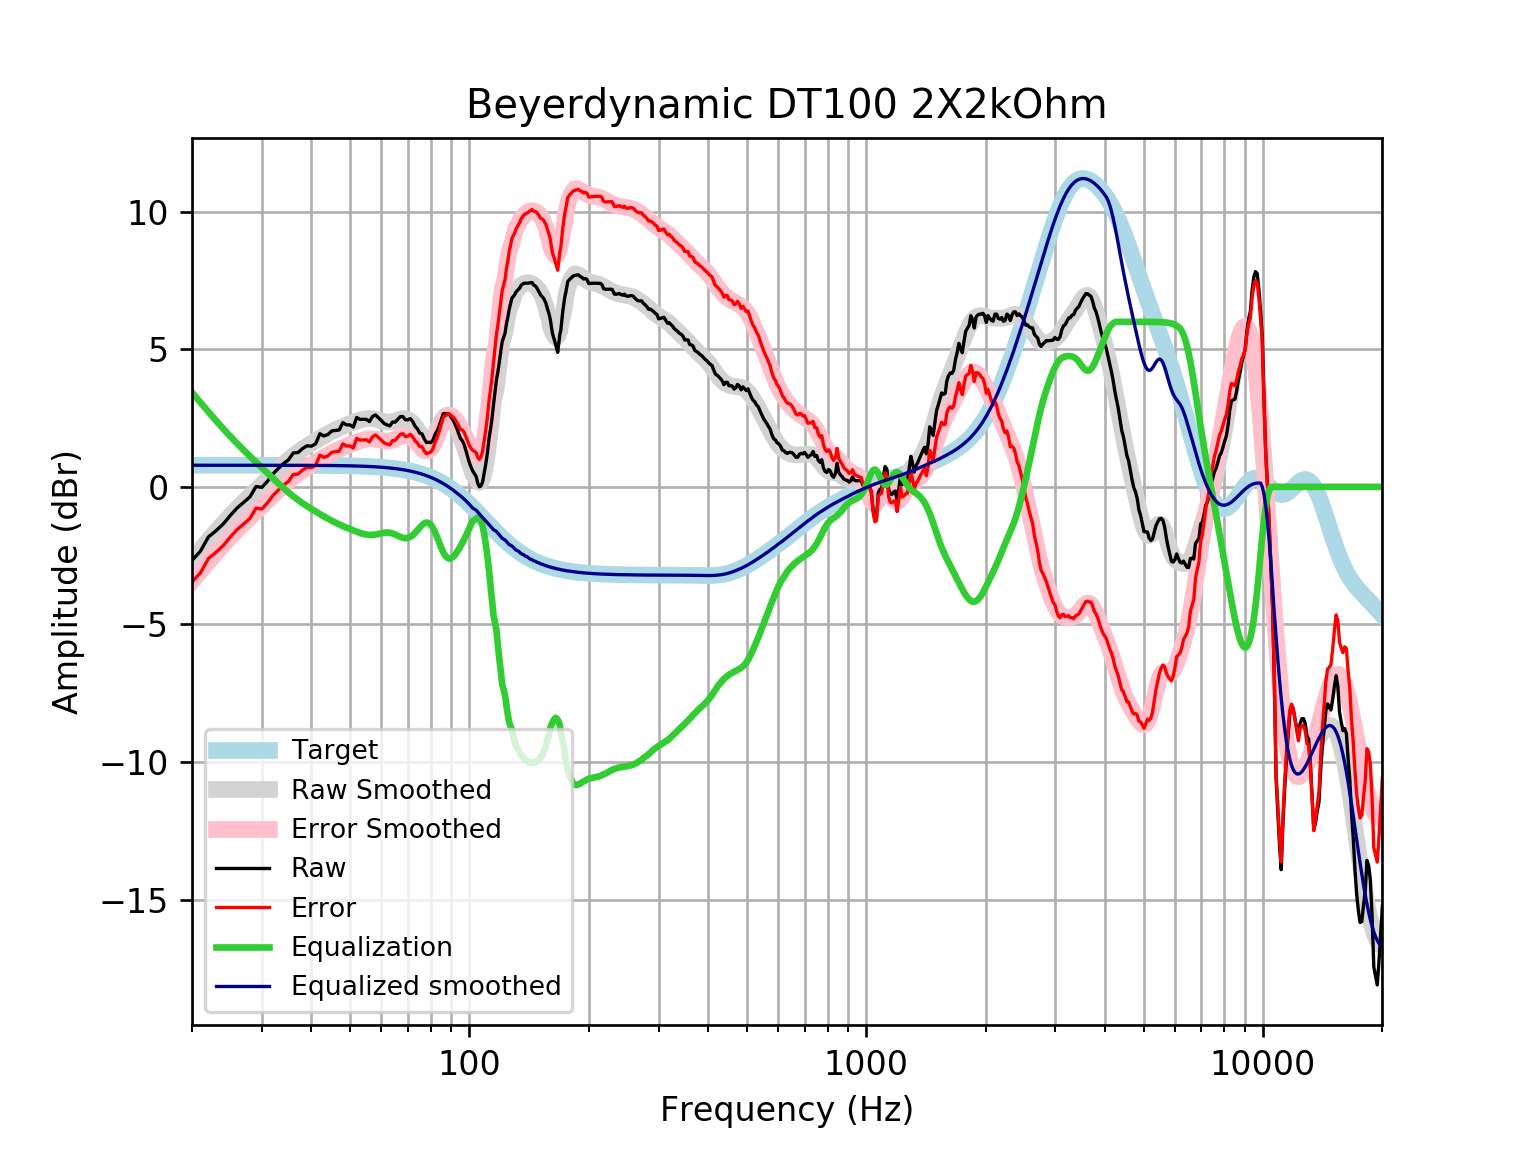 Beyerdynamic DT100 2X2kOhm
Amplitude (dBr)
10
5
0
−5
−10
−15
Target
Raw Smoothed
Error Smoothed
Raw
Error
Equalization
Equalized smoothed
100
1000
10000
Frequency (Hz)